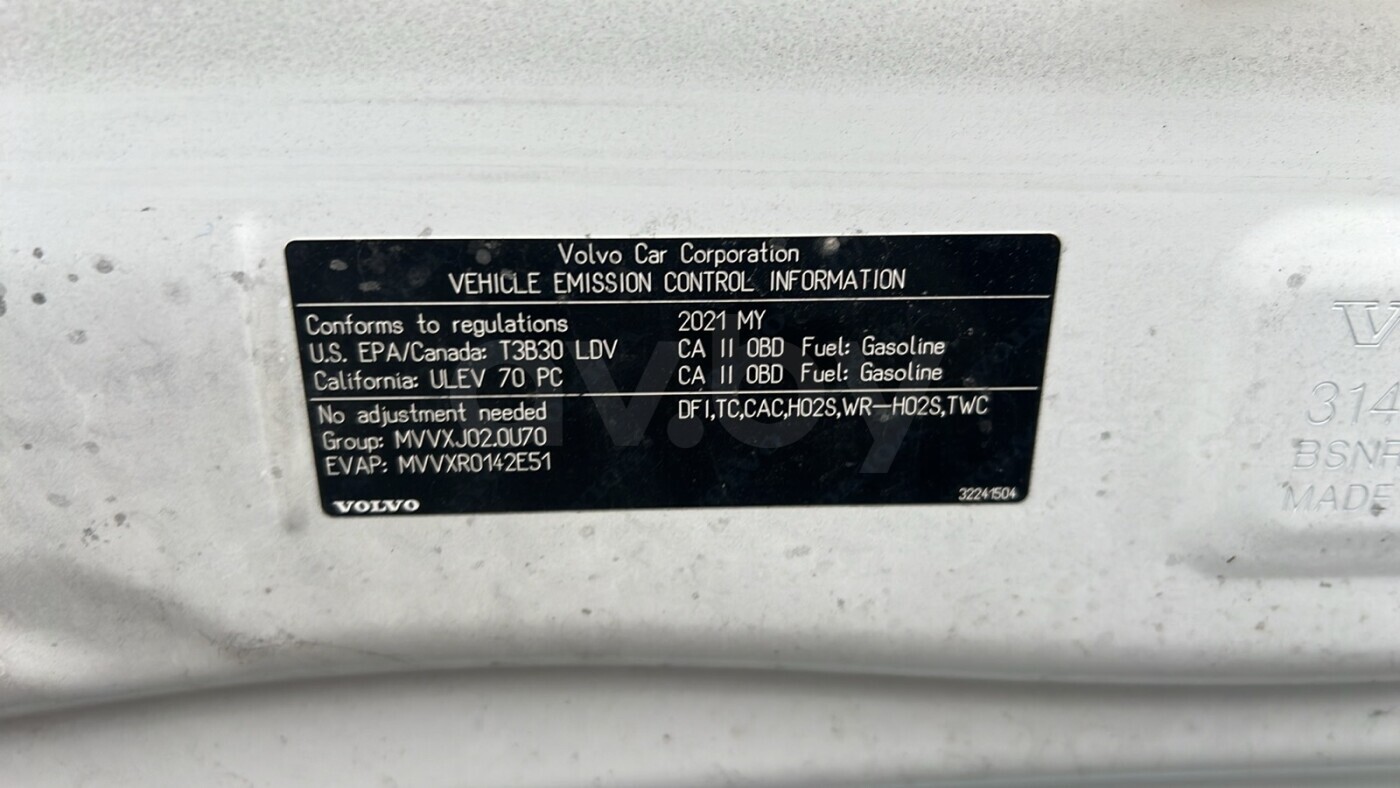 Volvo Car Corporation
VEHICLE EMISSION CONTROL INFORMATION
Conforms to regulations 2021 MY
U.S. EPA/Canada: T3B30 LDV CA II OBD Fuel: Gasoline
California: ULEV 70 PC CA II OBD Fuel: Gasoline
No adjustment needed DFI,TC,CAC,HO2S,WR-HO2S,TWC
Group: MVVXJ02.0U70
EVAP: MVVXR0142E51
VOLVO 32241504
av.by
314
MADE